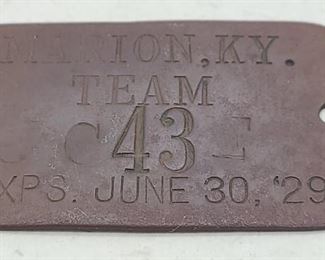 MARION, KY.
TEAM
43
XPS. JUNE 30, '29